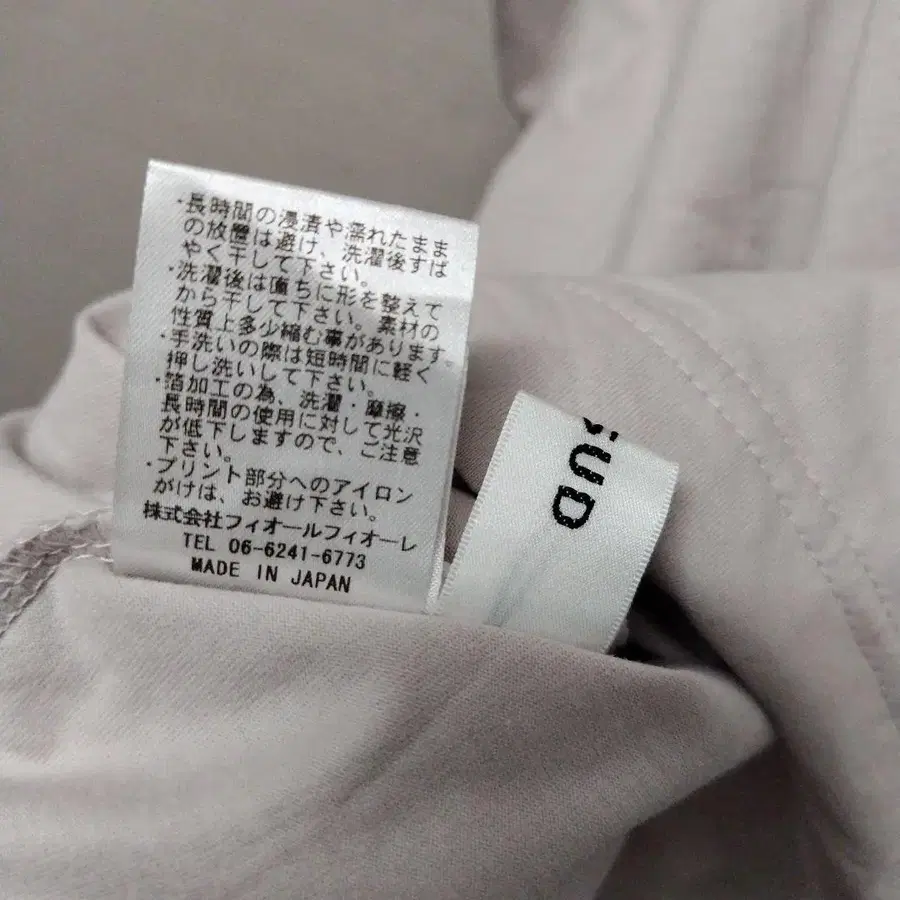 ・長時間の浸漬や濡れたまま
の放置は避け、洗濯後すば
やく干して下さい。
・洗濯後は直ちに形を整えて
から干して下さい。素材の
性質上多少縮む事があります。
・手洗いの際は短時間に軽く
押し洗いして下さい。
・箔加工の為、洗濯・摩擦・
長時間の使用に対して光沢
が低下しますので、ご注意
下さい。
・プリント部分へのアイロン
がけは、お避け下さい。
株式会社フィオールフィオーレ
TEL 06-6241-6773
MADE IN JAPAN
GUD